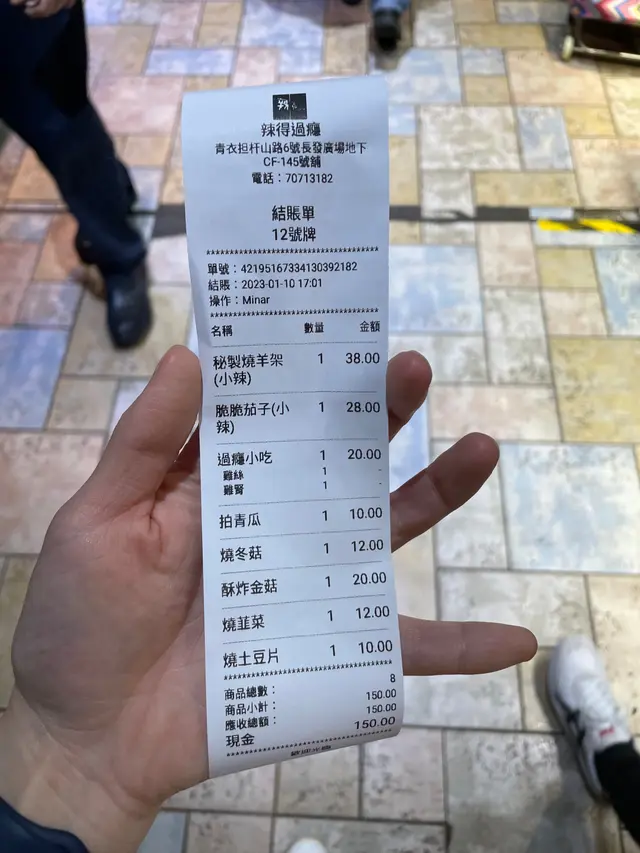 辣得過癮
青衣担杆山路6號長發廣場地下
CF-145號舖
電話：70713182
結賬單
12號牌
**********************************************
單號：42195167334130392182
結賬：2023-01-10 17:01
操作：Minar
**********************************************
名稱 數量 金額
秘製燒羊架 1 38.00
(小辣)
脆脆茄子(小 1 28.00
辣)
過癮小吃 1 20.00
雞絲 1 -
雞腎 1 -
拍青瓜 1 10.00
燒冬菇 1 12.00
酥炸金菇 1 20.00
燒韮菜 1 12.00
燒土豆片 1 10.00
**********************************************
商品總數： 8
商品小計： 150.00
應收總額： 150.00
現金 150.00
**********************************************